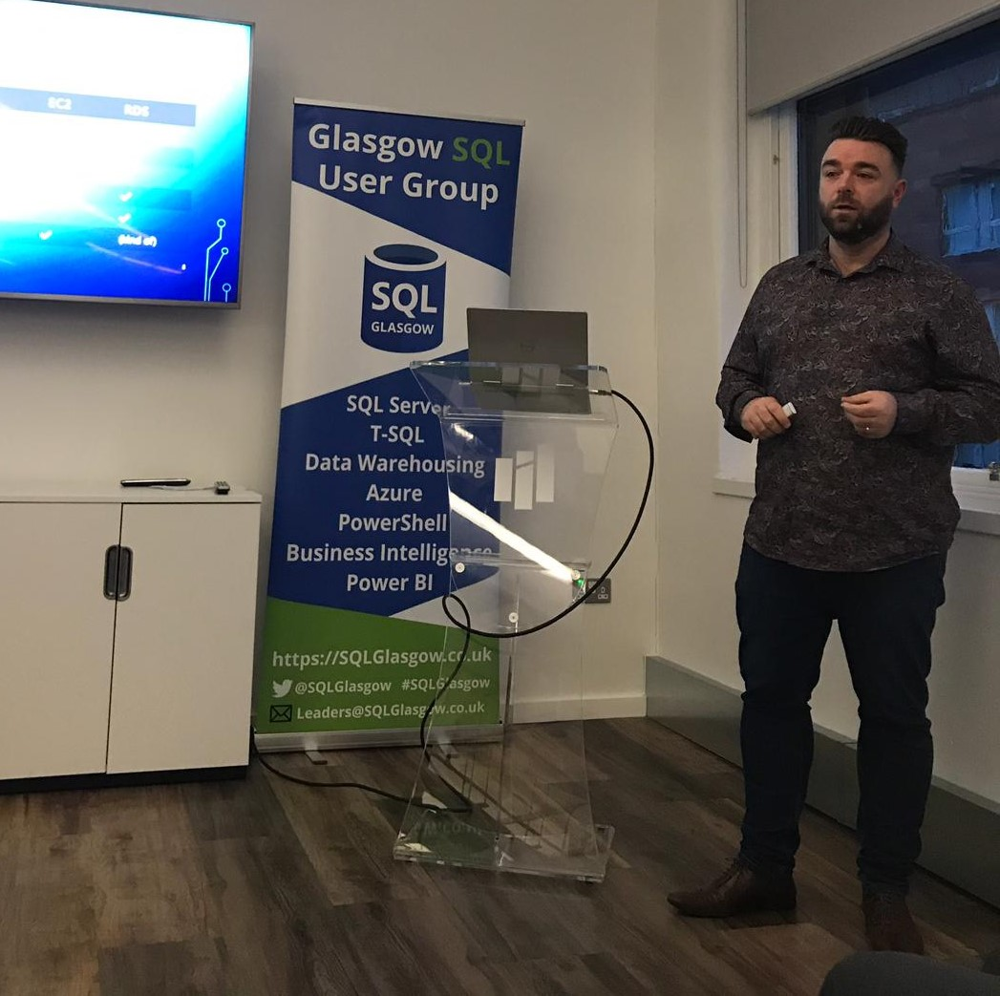 EC2 RDS
(kind of)
Glasgow SQL
User Group
SQL
GLASGOW
SQL Server
T-SQL
Data Warehousing
Azure
PowerShell
Business Intelligence
Power BI
https://SQLGlasgow.co.uk
@SQLGlasgow #SQLGlasgow
Leaders@SQLGlasgow.co.uk